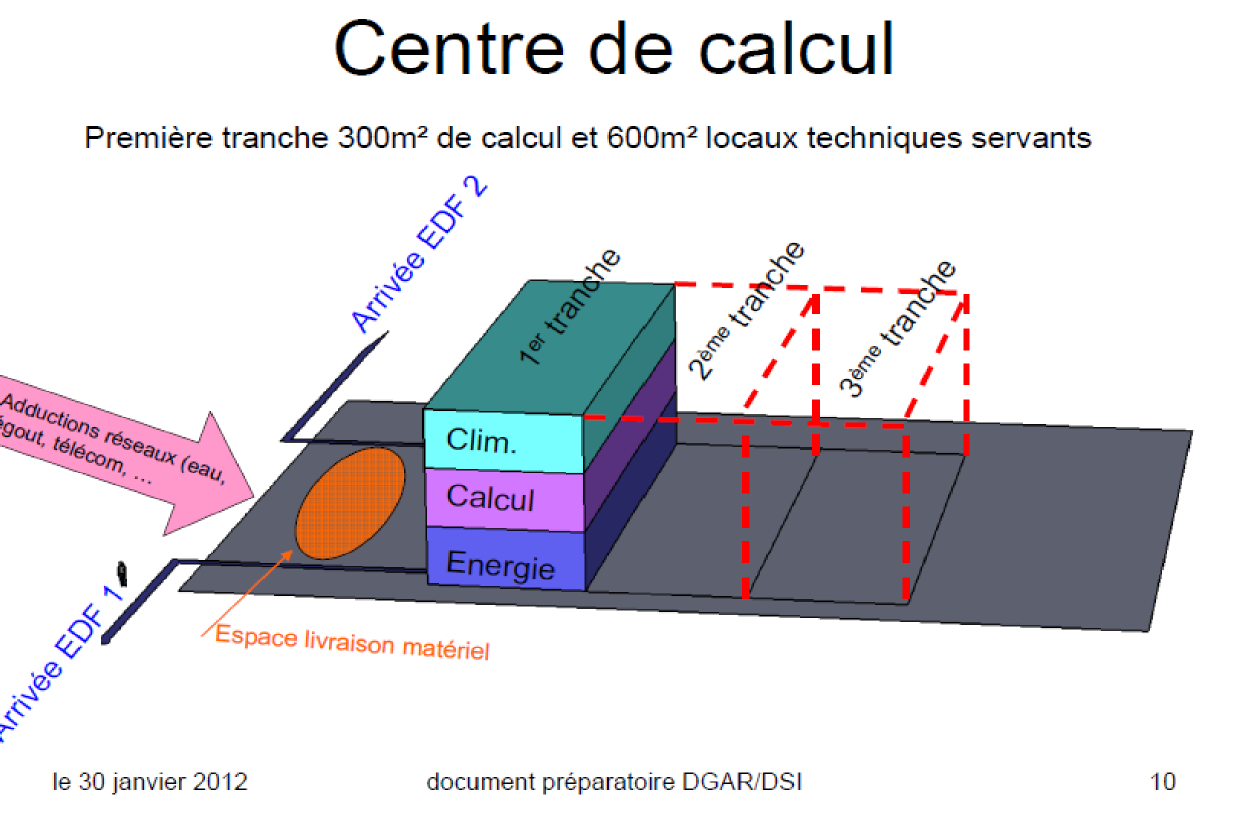 Centre de calcul
Première tranche 300m² de calcul et 600m² locaux techniques servants
Arrivée EDF 2
1er tranche
2ème tranche
3ème tranche
Adductions réseaux (eau,
égout, télécom, ...
Clim.
Calcul
Energie
Arrivée EDF 1
Espace livraison matériel
le 30 janvier 2012
document préparatoire DGAR/DSI
10